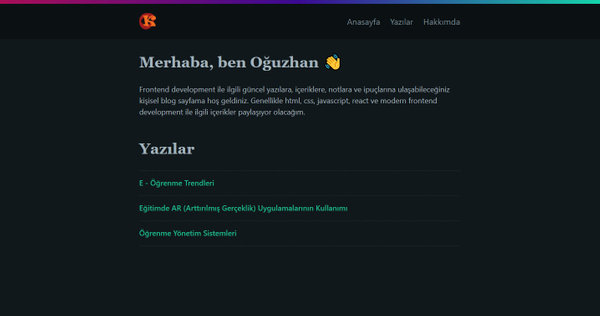 Anasayfa Yazılar Hakkımda
Merhaba, ben Oğuzhan 👋
Frontend development ile ilgili güncel yazılara, içeriklere, notlara ve ipuçlarına ulaşabileceğiniz
kişisel blog sayfama hoş geldiniz. Genellikle html, css, javascript, react ve modern frontend
development ile ilgili içerikler paylaşıyor olacağım.
Yazılar
E - Öğrenme Trendleri
Eğitimde AR (Arttırılmış Gerçeklik) Uygulamalarının Kullanımı
Öğrenme Yönetim Sistemleri